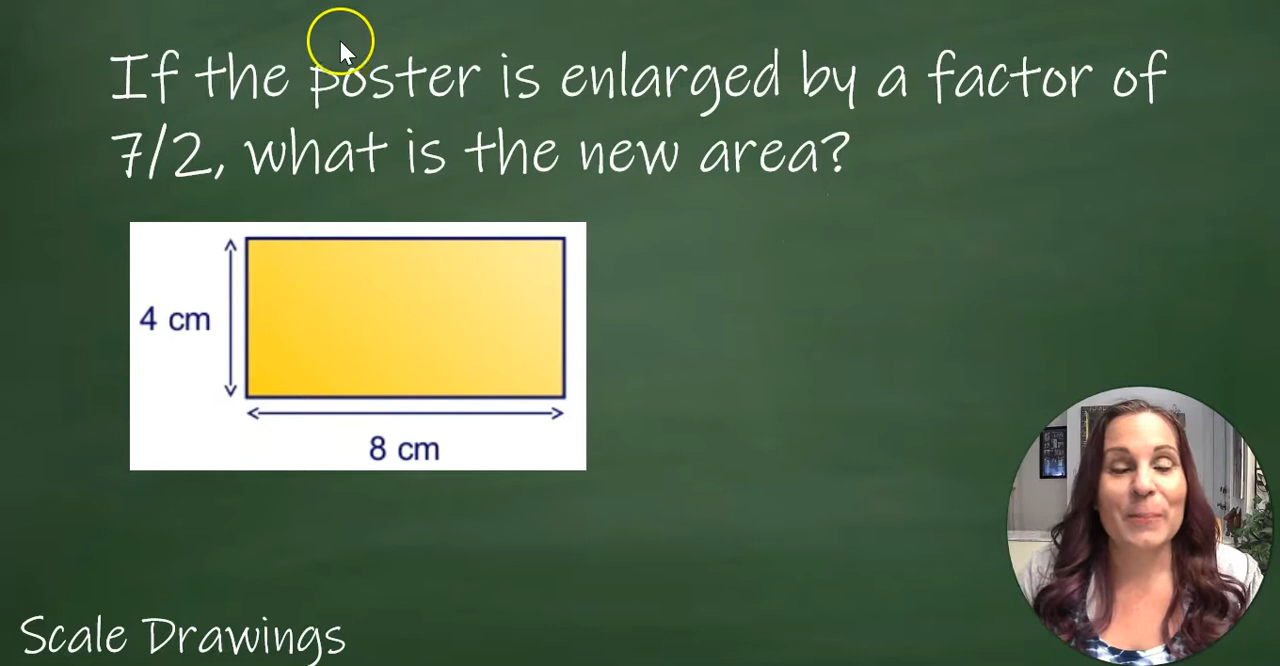 If the poster is enlarged by a factor of
7/2, what is the new area?
4 cm
8 cm
Scale Drawings